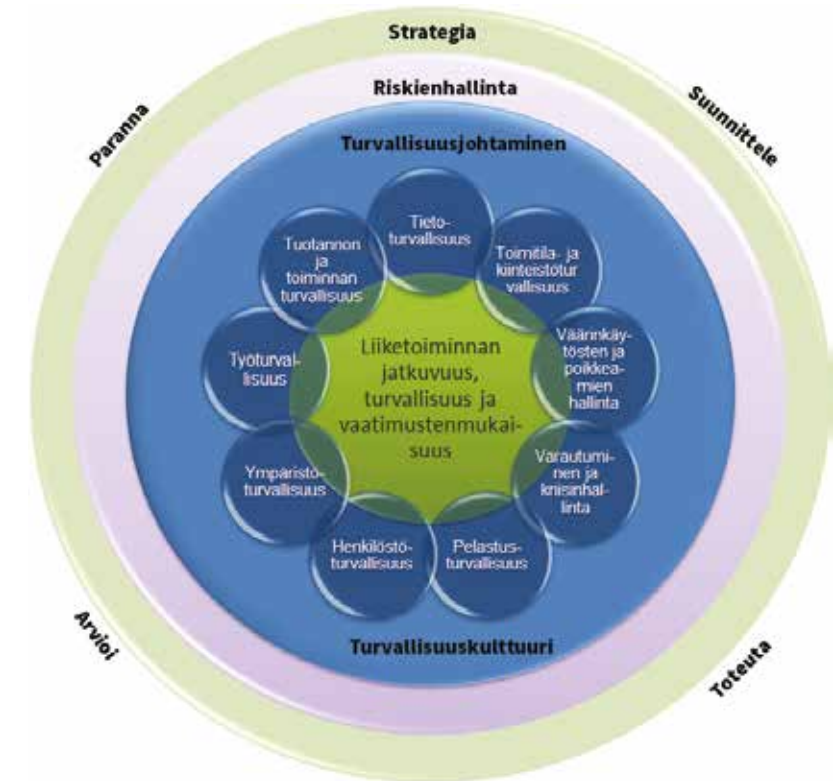 Strategia
Riskienhallinta
Turvallisuusjohtaminen
Paranna
Suunnittele
Tieto-
turvallisuus
Toimitila- ja
kiinteistötur
vallisuus
Väärinkäy-
tösten ja
poikkea-
mien
hallinta
Varautumi-
nen ja
kriisinhal-
linta
Pelastus-
turvallisuus
Henkilöstö-
turvallisuus
Ympäristö-
turvallisuus
Työturval-
lisuus
Tuotannon
ja
toiminnan
turvallisuus
Liiketoiminnan
jatkuvuus,
turvallisuus ja
vaatimustenmukai-
suus
Turvallisuuskulttuuri
Arvioi
Toteuta